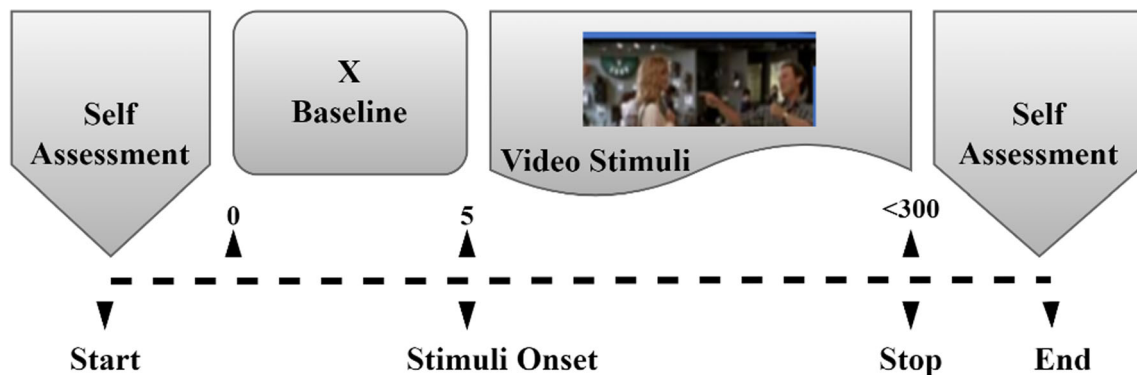 Self
Assessment
X
Baseline
Video Stimuli
Self
Assessment
0
5
<300
Start
Stimuli Onset
Stop
End